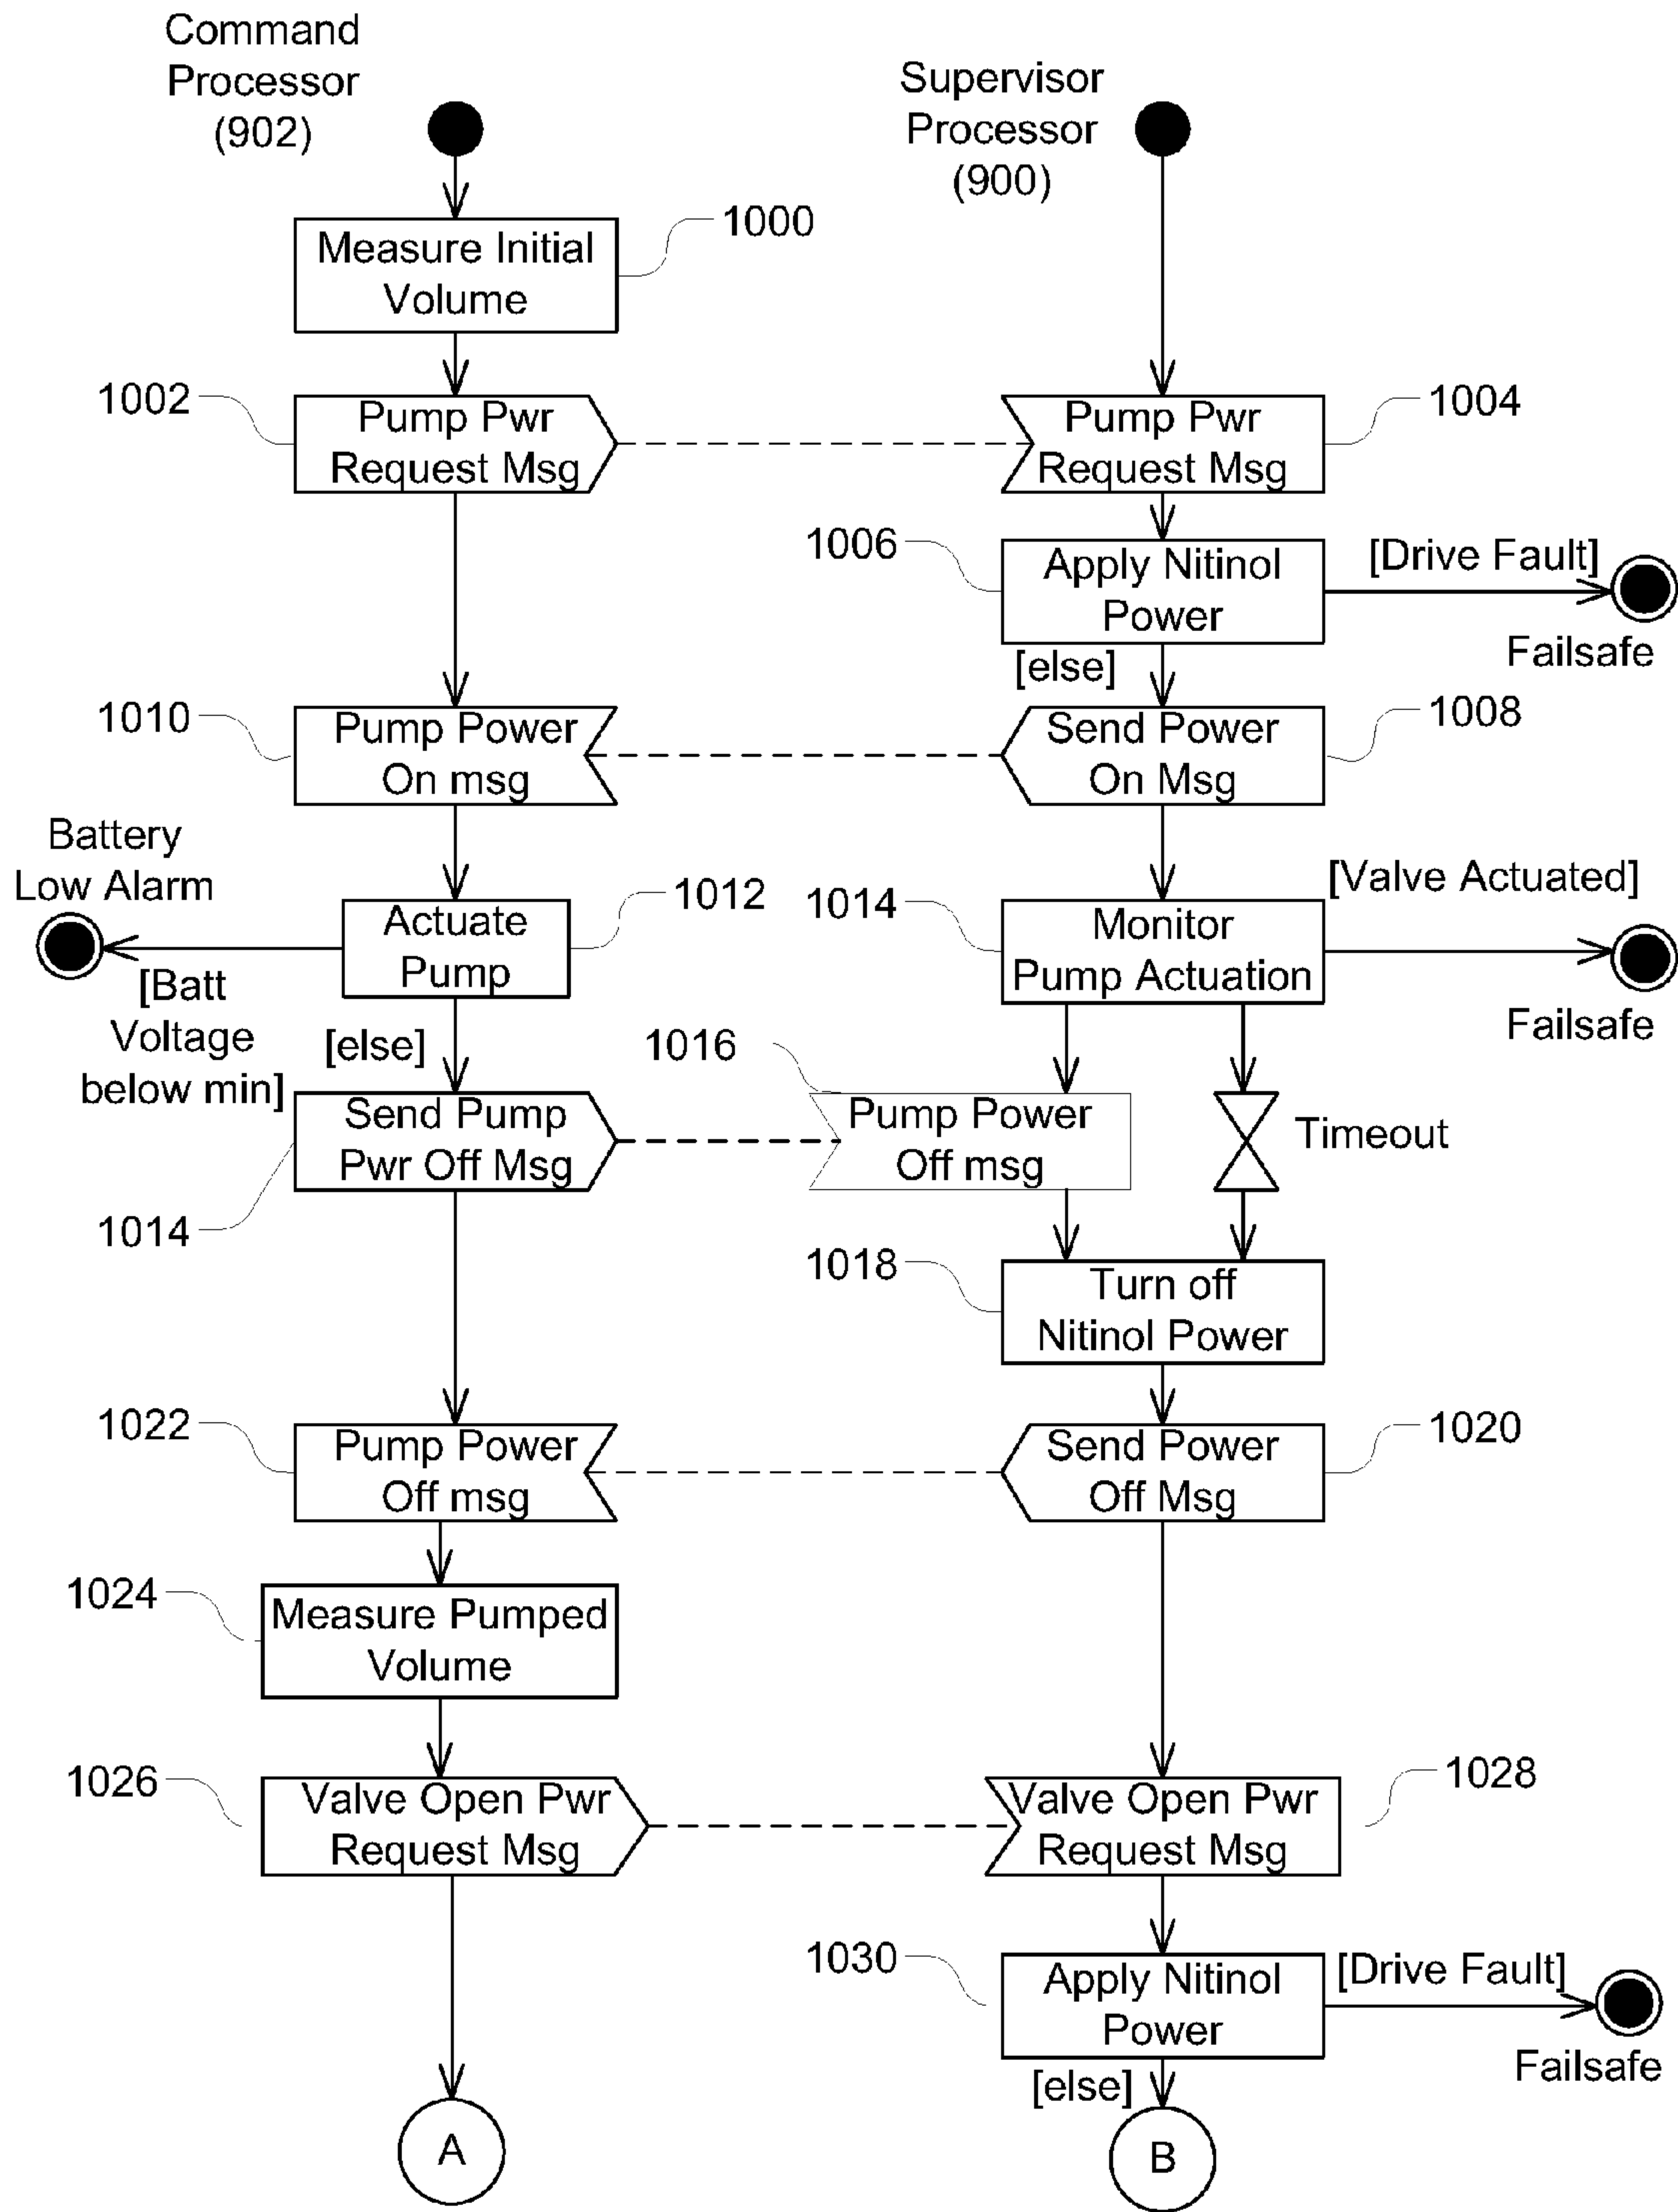 Command
Processor
(902)
Supervisor
Processor
(900)
Measure Initial
Volume
1000
1002
Pump Pwr
Request Msg
Pump Pwr
Request Msg
1004
1006
Apply Nitinol
Power
[Drive Fault]
Failsafe
[else]
1010
Pump Power
On msg
Send Power
On Msg
1008
Battery
Low Alarm
Actuate
Pump
1012
1014
Monitor
Pump Actuation
[Valve Actuated]
Failsafe
[Batt
Voltage
below min]
[else]
1016
Send Pump
Pwr Off Msg
Pump Power
Off msg
Timeout
1014
1018
Turn off
Nitinol Power
1022
Pump Power
Off msg
Send Power
Off Msg
1020
1024
Measure Pumped
Volume
1026
Valve Open Pwr
Request Msg
Valve Open Pwr
Request Msg
1028
1030
Apply Nitinol
Power
[Drive Fault]
Failsafe
[else]
A
B